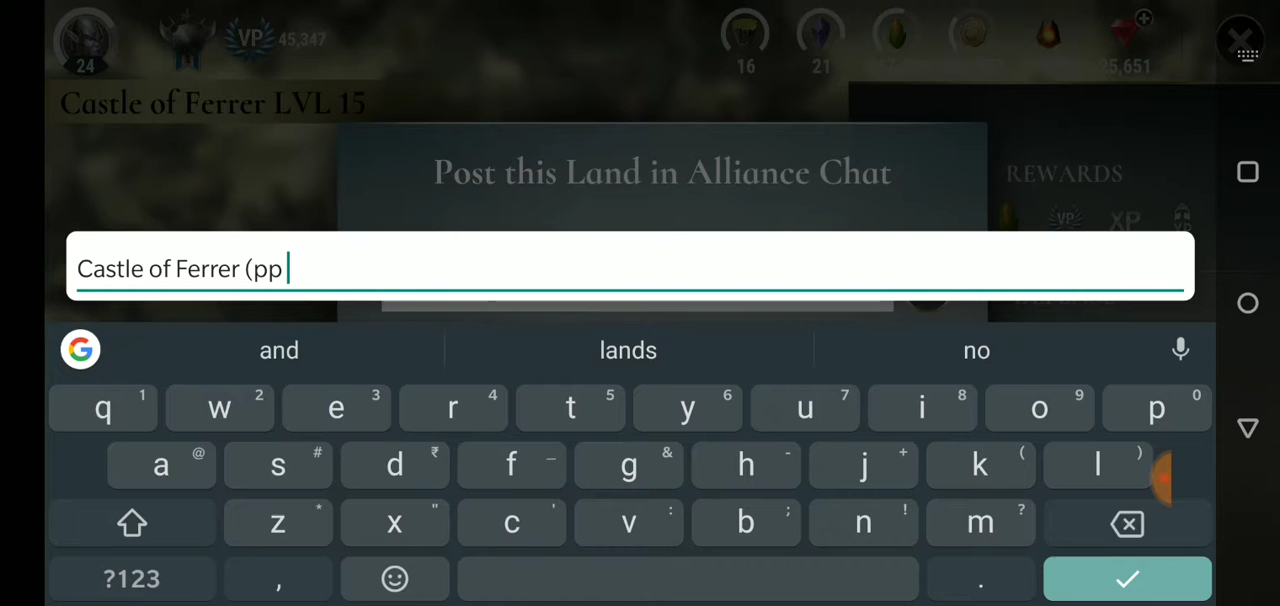 VP 45,347
24
16
21
25,651
Castle of Ferrer LVL 15
Post this Land in Alliance Chat
REWARDS
VP
XP
Castle of Ferrer (pp
and
lands
no
q 1 w 2 e 3 r 4 t 5 y 6 u 7 i 8 o 9 p 0
a @ s # d ₹ f _ g & h - j + k ( l )
z * x " c ' v : b ; n ! m ?
?123 , .